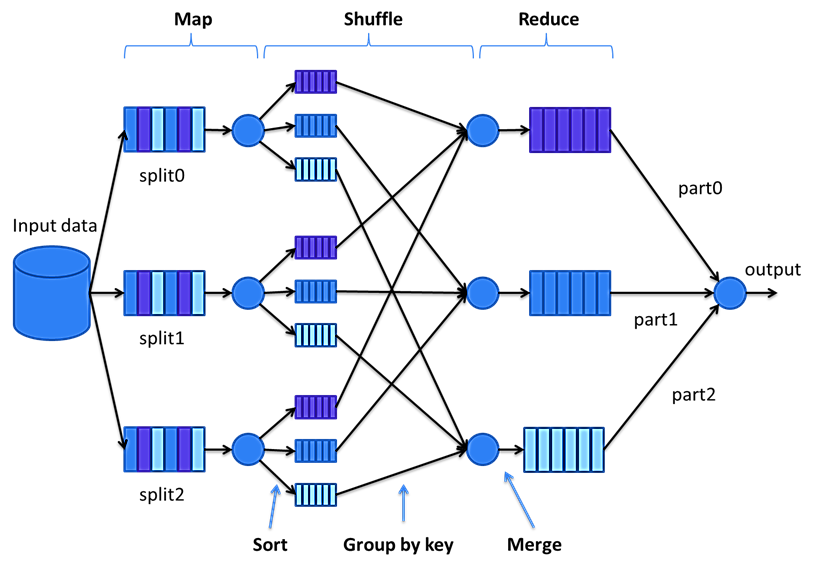 Map
Shuffle
Reduce
split0
part0
Input data
output
split1
part1
part2
split2
Sort
Group by key
Merge